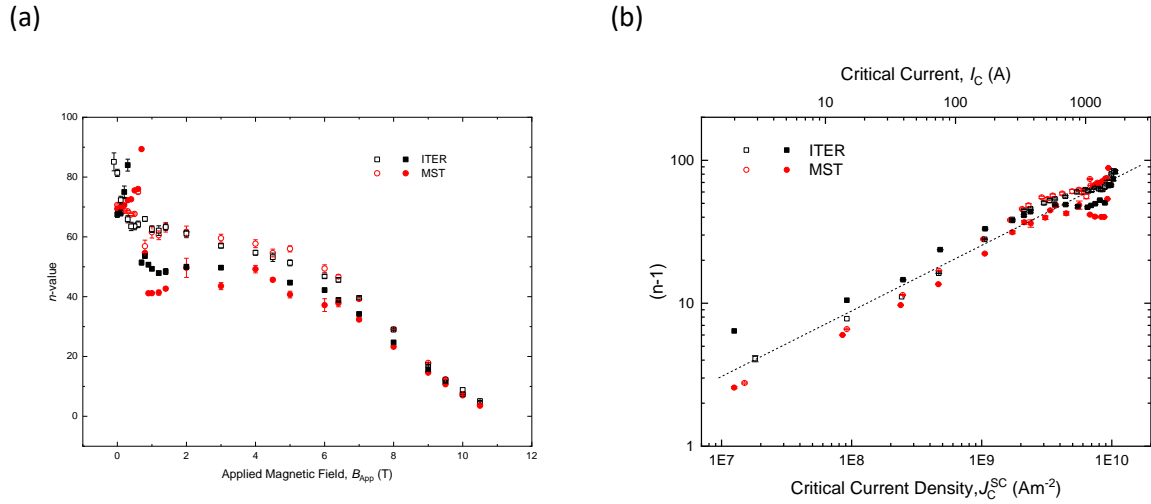 (a)
(b)
100
80
60
40
20
0
n-value
0 2 4 6 8 10 12
Applied Magnetic Field, B_App (T)
ITER
MST
Critical Current, I_C (A)
10 100 1000
ITER
MST
100
10
1
(n-1)
1E7 1E8 1E9 1E10
Critical Current Density,J_C^SC (Am^-2)